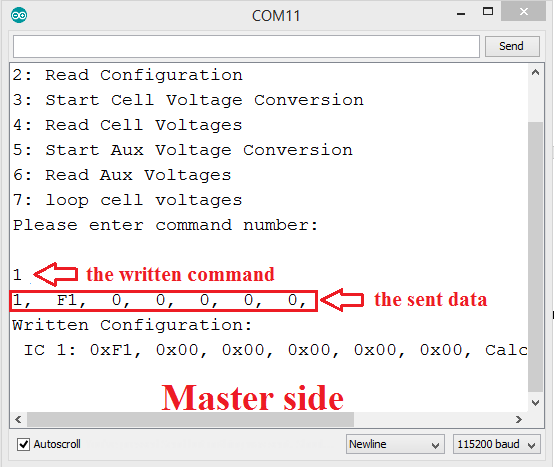 COM11
Send
2: Read Configuration
3: Start Cell Voltage Conversion
4: Read Cell Voltages
5: Start Aux Voltage Conversion
6: Read Aux Voltages
7: loop cell voltages
Please enter command number:
1 the written command
1, F1, 0, 0, 0, 0, 0, the sent data
Written Configuration:
IC 1: 0xF1, 0x00, 0x00, 0x00, 0x00, 0x00, Calc
Master side
Autoscroll Newline 115200 baud